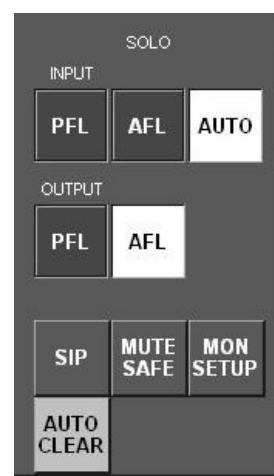 SOLO
INPUT
PFL AFL AUTO
OUTPUT
PFL AFL
SIP MUTE SAFE MON SETUP
AUTO CLEAR